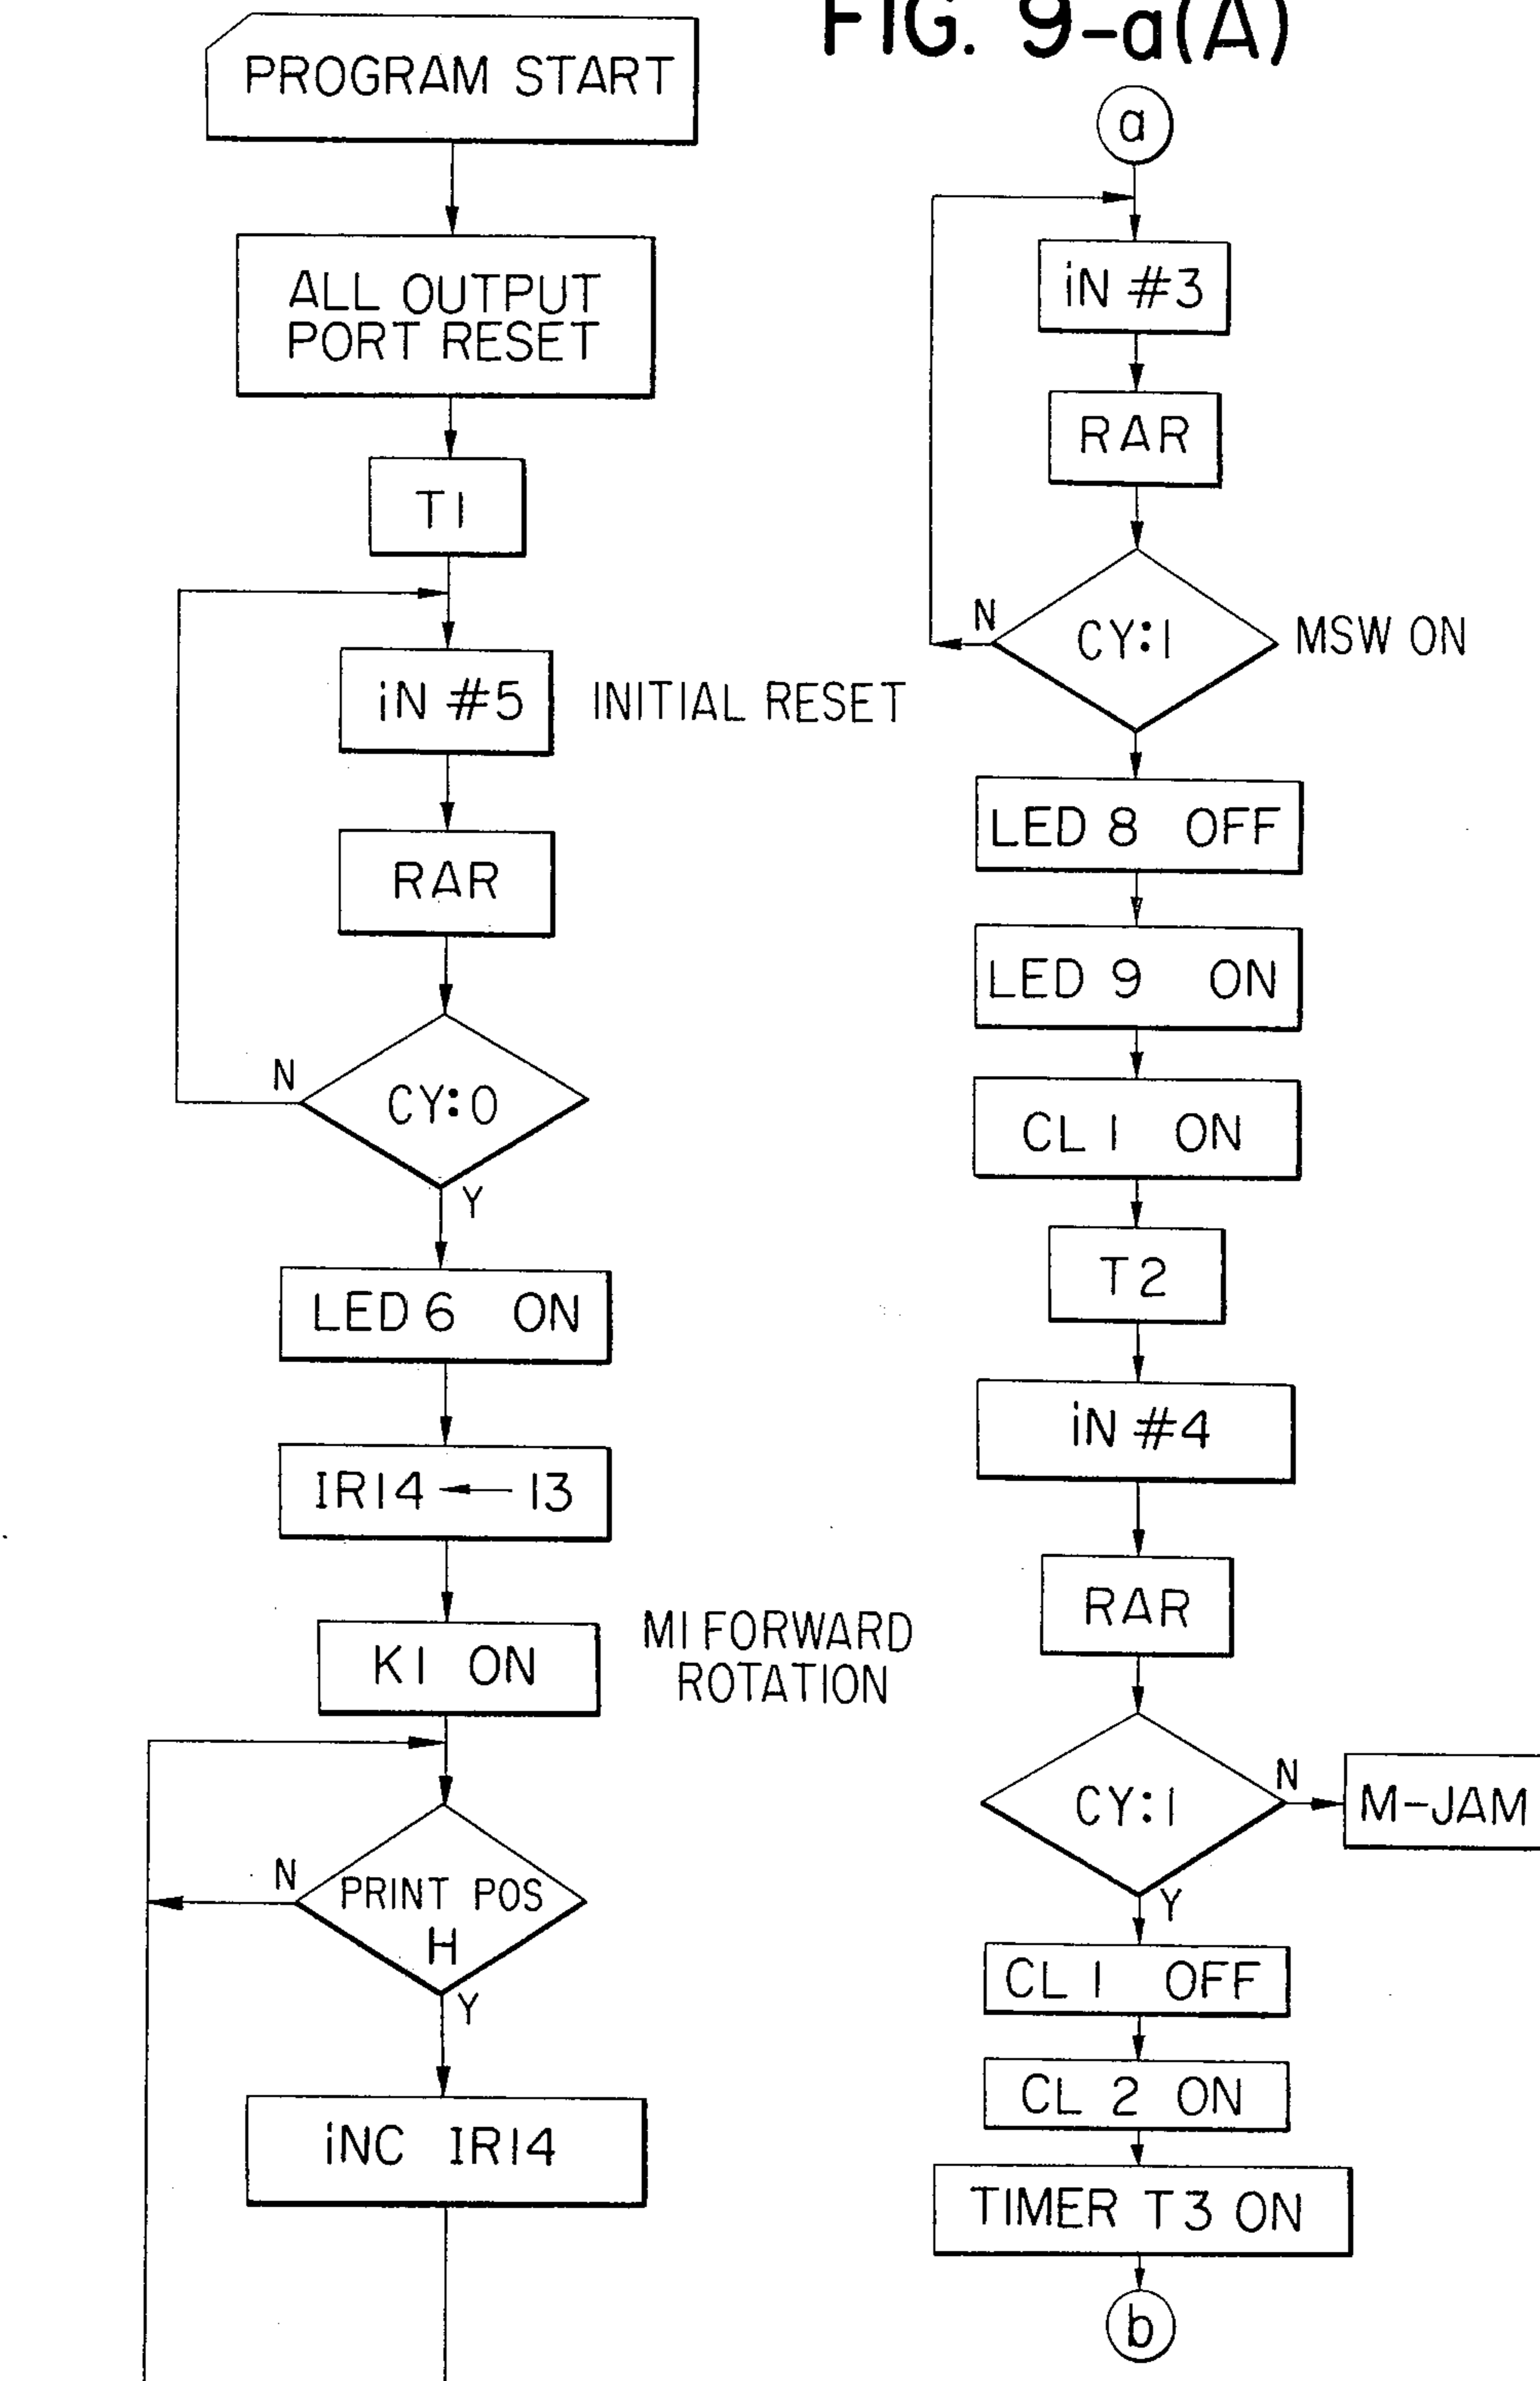 FIG. 9-a(A)
PROGRAM START
ALL OUTPUT
PORT RESET
T1
iN #5 INITIAL RESET
RAR
N
CY:0
Y
LED 6 ON
IR14 ← 13
K1 ON
M1 FORWARD
ROTATION
N
PRINT POS
H
Y
iNC IR14
a
iN #3
RAR
N
CY:1
MSW ON
LED 8 OFF
LED 9 ON
CL 1 ON
T2
iN #4
RAR
CY:1
N
M-JAM
Y
CL 1 OFF
CL 2 ON
TIMER T3 ON
b